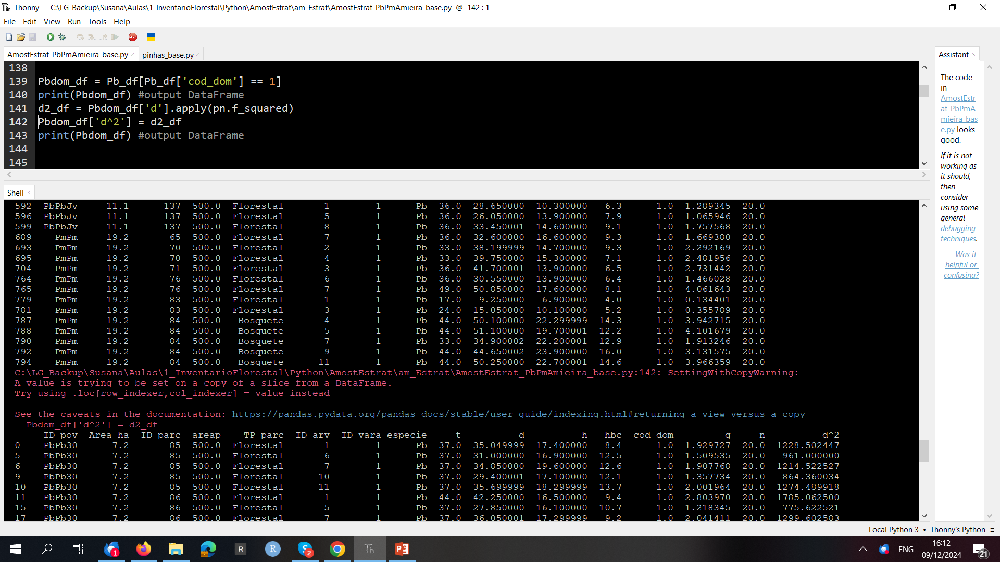 Thonny - C:\LG_Backup\Susana\Aulas\1_InventarioFlorestal\Python\AmostEstrat\am_Estrat\AmostEstrat_PbPmAmieira_base.py @ 142 : 1
File Edit View Run Tools Help
STOP
AmostEstrat_PbPmAmieira_base.py × pinhas_base.py ×
138
139 Pbdom_df = Pb_df[Pb_df['cod_dom'] == 1]
140 print(Pbdom_df) #output DataFrame
141 d2_df = Pbdom_df['d'].apply(pn.f_squared)
142 Pbdom_df['d^2'] = d2_df
143 print(Pbdom_df) #output DataFrame
144
145
Shell ×
592 PbPbJv 11.1 137 500.0 Florestal 1 1 Pb 36.0 28.650000 10.300000 6.3 1.0 1.289345 20.0
596 PbPbJv 11.1 137 500.0 Florestal 5 1 Pb 36.0 26.050000 13.900000 7.9 1.0 1.065946 20.0
599 PbPbJv 11.1 137 500.0 Florestal 8 1 Pb 36.0 33.450001 14.600000 9.1 1.0 1.757568 20.0
689 PmPm 19.2 65 500.0 Florestal 7 1 Pb 36.0 32.600000 16.600000 9.3 1.0 1.669380 20.0
693 PmPm 19.2 70 500.0 Florestal 2 1 Pb 33.0 38.199999 14.700000 9.3 1.0 2.292169 20.0
695 PmPm 19.2 70 500.0 Florestal 4 1 Pb 33.0 39.750000 15.300000 7.1 1.0 2.481956 20.0
704 PmPm 19.2 71 500.0 Florestal 3 1 Pb 36.0 41.700001 13.900000 6.5 1.0 2.731442 20.0
764 PmPm 19.2 76 500.0 Florestal 6 1 Pb 36.0 30.550000 13.900000 6.4 1.0 1.466028 20.0
765 PmPm 19.2 76 500.0 Florestal 7 1 Pb 49.0 50.850000 17.600000 8.1 1.0 4.061643 20.0
779 PmPm 19.2 83 500.0 Florestal 1 1 Pb 17.0 9.250000 6.900000 4.0 1.0 0.134401 20.0
781 PmPm 19.2 83 500.0 Florestal 3 1 Pb 24.0 15.050000 10.100000 5.2 1.0 0.355789 20.0
787 PmPm 19.2 84 500.0 Bosquete 4 1 Pb 44.0 50.100000 22.299999 14.3 1.0 3.942715 20.0
788 PmPm 19.2 84 500.0 Bosquete 5 1 Pb 44.0 51.100000 19.700001 12.2 1.0 4.101679 20.0
790 PmPm 19.2 84 500.0 Bosquete 7 1 Pb 33.0 34.900002 22.200001 12.9 1.0 1.913246 20.0
792 PmPm 19.2 84 500.0 Bosquete 9 1 Pb 44.0 44.650002 23.900000 16.0 1.0 3.131575 20.0
794 PmPm 19.2 84 500.0 Bosquete 11 1 Pb 44.0 50.250000 22.700001 14.6 1.0 3.966359 20.0
C:\LG_Backup\Susana\Aulas\1_InventarioFlorestal\Python\AmostEstrat\am_Estrat\AmostEstrat_PbPmAmieira_base.py:142: SettingWithCopyWarning:
A value is trying to be set on a copy of a slice from a DataFrame.
Try using .loc[row_indexer,col_indexer] = value instead
See the caveats in the documentation: https://pandas.pydata.org/pandas-docs/stable/user_guide/indexing.html#returning-a-view-versus-a-copy
Pbdom_df['d^2'] = d2_df
ID_pov Area_ha ID_parc areap TP_parc ID_arv ID_vara especie t d h hbc cod_dom g n d^2
0 PbPb30 7.2 85 500.0 Florestal 1 1 Pb 37.0 35.049999 17.400000 8.4 1.0 1.929727 20.0 1228.502447
5 PbPb30 7.2 85 500.0 Florestal 6 1 Pb 37.0 31.000000 16.900000 12.5 1.0 1.509535 20.0 961.000000
6 PbPb30 7.2 85 500.0 Florestal 7 1 Pb 37.0 34.850000 19.600000 12.6 1.0 1.907768 20.0 1214.522527
9 PbPb30 7.2 85 500.0 Florestal 10 1 Pb 37.0 29.400001 17.100000 12.1 1.0 1.357734 20.0 864.360034
10 PbPb30 7.2 85 500.0 Florestal 11 1 Pb 37.0 35.699999 18.299999 13.7 1.0 2.001964 20.0 1274.489918
11 PbPb30 7.2 86 500.0 Florestal 1 1 Pb 44.0 42.250000 16.500000 9.4 1.0 2.803970 20.0 1785.062500
15 PbPb30 7.2 86 500.0 Florestal 5 1 Pb 37.0 27.850000 16.100000 10.7 1.0 1.218345 20.0 775.622521
17 PbPb30 7.2 86 500.0 Florestal 7 1 Pb 37.0 36.050001 17.299999 9.2 1.0 2.041411 20.0 1299.602583
Assistant ×
The code
in
AmostEstr
at_PbPmA
mieira_bas
e.py looks
good.
If it is not
working as
it should,
then
consider
using some
general
debugging
techniques.
Was it
helpful or
confusing?
Local Python 3 • Thonny's Python ≡
1 R R 2 Th P
ENG 16:12
09/12/2024 21